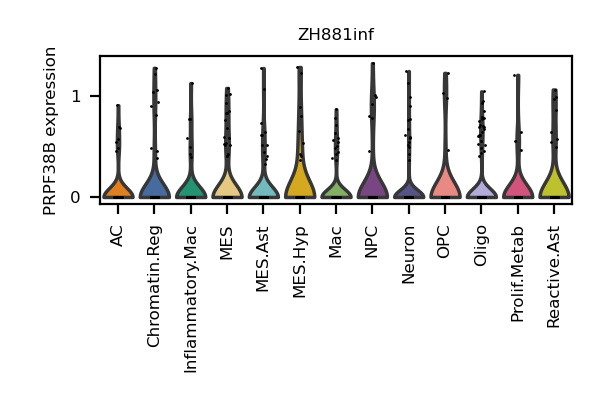 ZH881inf
PRPF38B expression
1
0
AC
Chromatin.Reg
Inflammatory.Mac
MES
MES.Ast
MES.Hyp
Mac
NPC
Neuron
OPC
Oligo
Prolif.Metab
Reactive.Ast